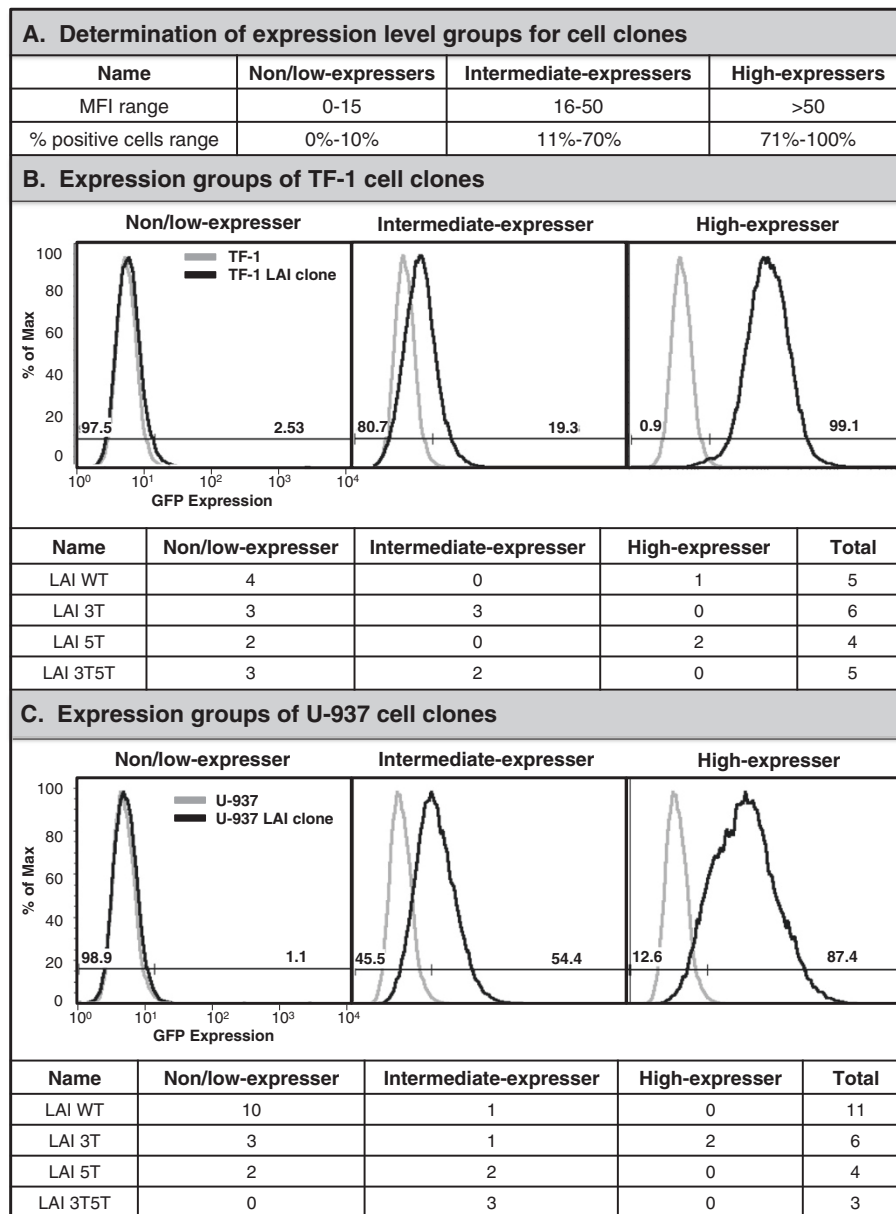 A. Determination of expression level groups for cell clones
Name Non/low-expressers Intermediate-expressers High-expressers
MFI range 0-15 16-50 >50
% positive cells range 0%-10% 11%-70% 71%-100%
B. Expression groups of TF-1 cell clones
Non/low-expresser Intermediate-expresser High-expresser
% of Max
100
80
60
40
20
0
TF-1
TF-1 LAI clone
97.5 2.53
80.7 19.3
0.9 99.1
10⁰ 10¹ 10² 10³ 10⁴
GFP Expression
Name Non/low-expresser Intermediate-expresser High-expresser Total
LAI WT 4 0 1 5
LAI 3T 3 3 0 6
LAI 5T 2 0 2 4
LAI 3T5T 3 2 0 5
C. Expression groups of U-937 cell clones
Non/low-expresser Intermediate-expresser High-expresser
% of Max
100
80
60
40
20
0
U-937
U-937 LAI clone
98.9 1.1
45.5 54.4
12.6 87.4
10⁰ 10¹ 10² 10³ 10⁴
GFP Expression
Name Non/low-expresser Intermediate-expresser High-expresser Total
LAI WT 10 1 0 11
LAI 3T 3 1 2 6
LAI 5T 2 2 0 4
LAI 3T5T 0 3 0 3